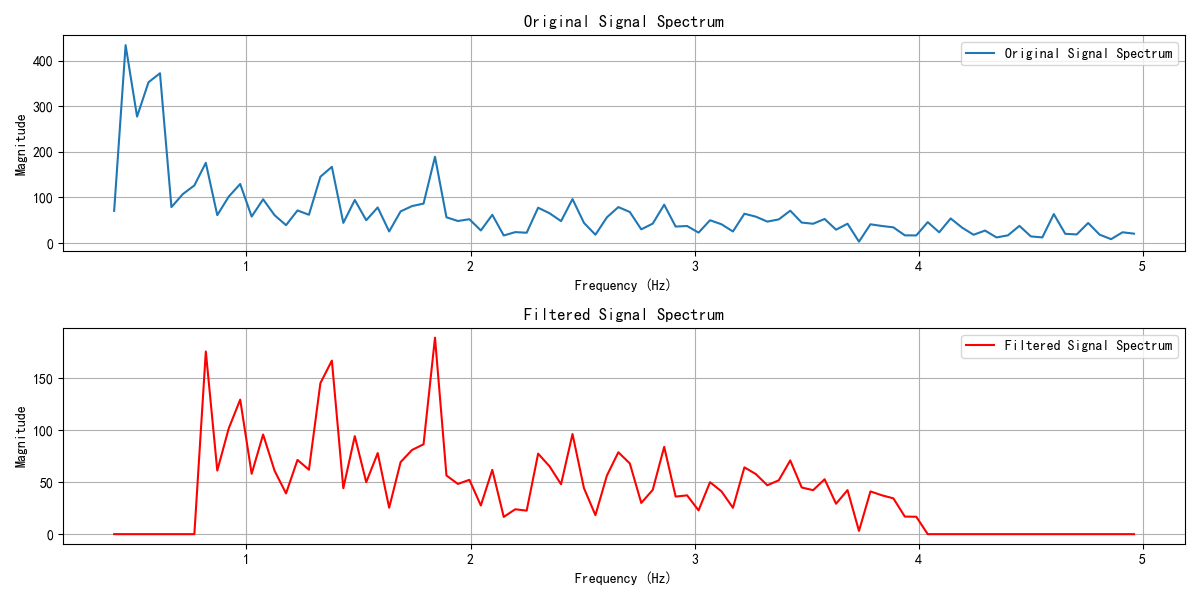 Original Signal Spectrum
Original Signal Spectrum
400
300
200
100
0
Magnitude
1 2 3 4 5
Frequency (Hz)
Filtered Signal Spectrum
Filtered Signal Spectrum
150
100
50
0
Magnitude
1 2 3 4 5
Frequency (Hz)